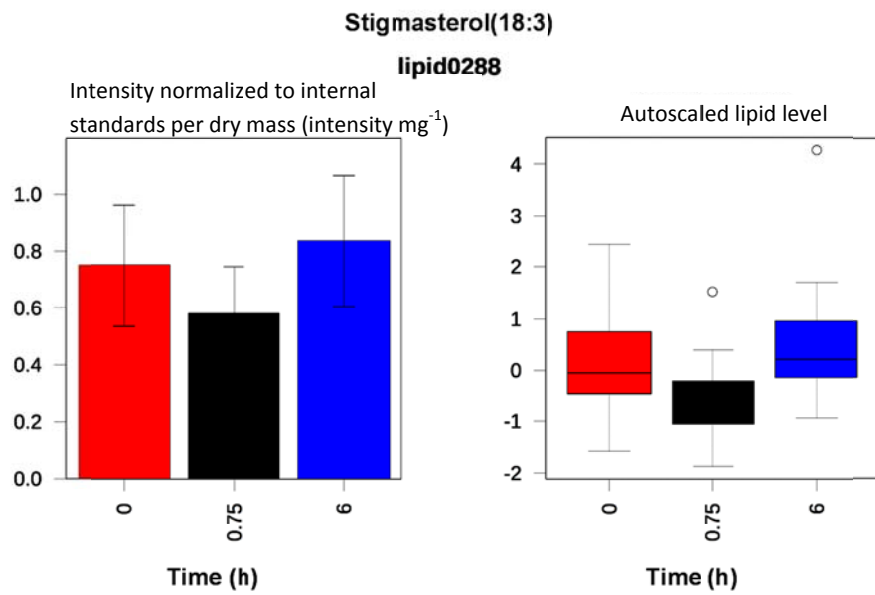 Stigmasterol(18:3)
lipid0288
Intensity normalized to internal
standards per dry mass (intensity mg⁻¹)
1.0
0.8
0.6
0.4
0.2
0.0
0
0.75
6
Time (h)
Autoscaled lipid level
4
3
2
1
0
-1
-2
0
0.75
6
Time (h)